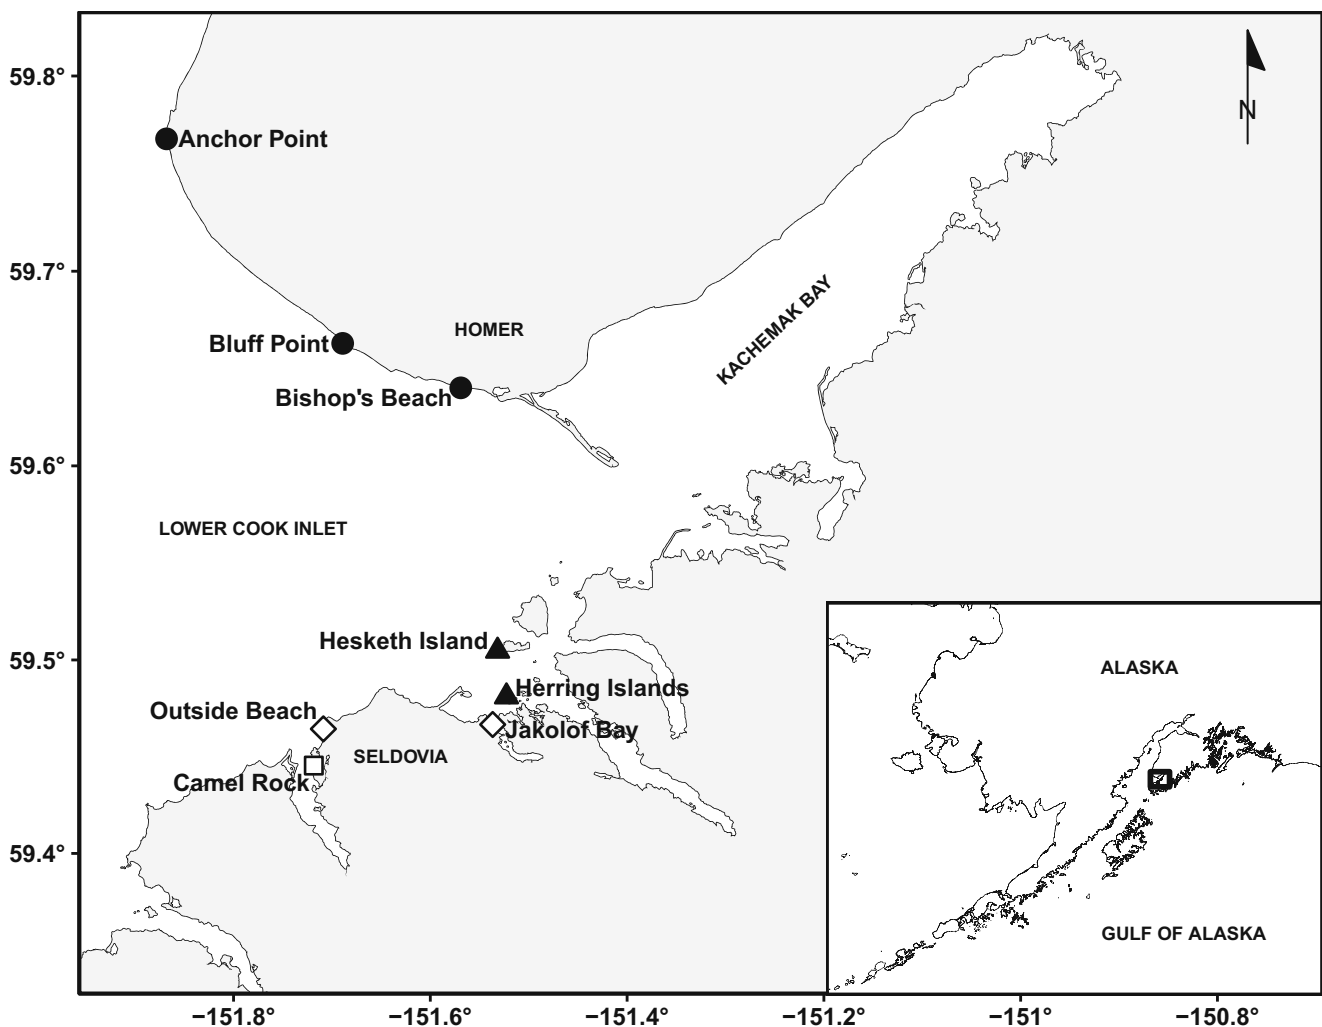 59.8°
N
Anchor Point
59.7°
KACHEMAK BAY
HOMER
Bluff Point
Bishop's Beach
59.6°
LOWER COOK INLET
Hesketh Island
59.5°
ALASKA
Herring Islands
Outside Beach
Jakolof Bay
SELDOVIA
Camel Rock
59.4°
GULF OF ALASKA
−151.8° −151.6° −151.4° −151.2° −151° −150.8°